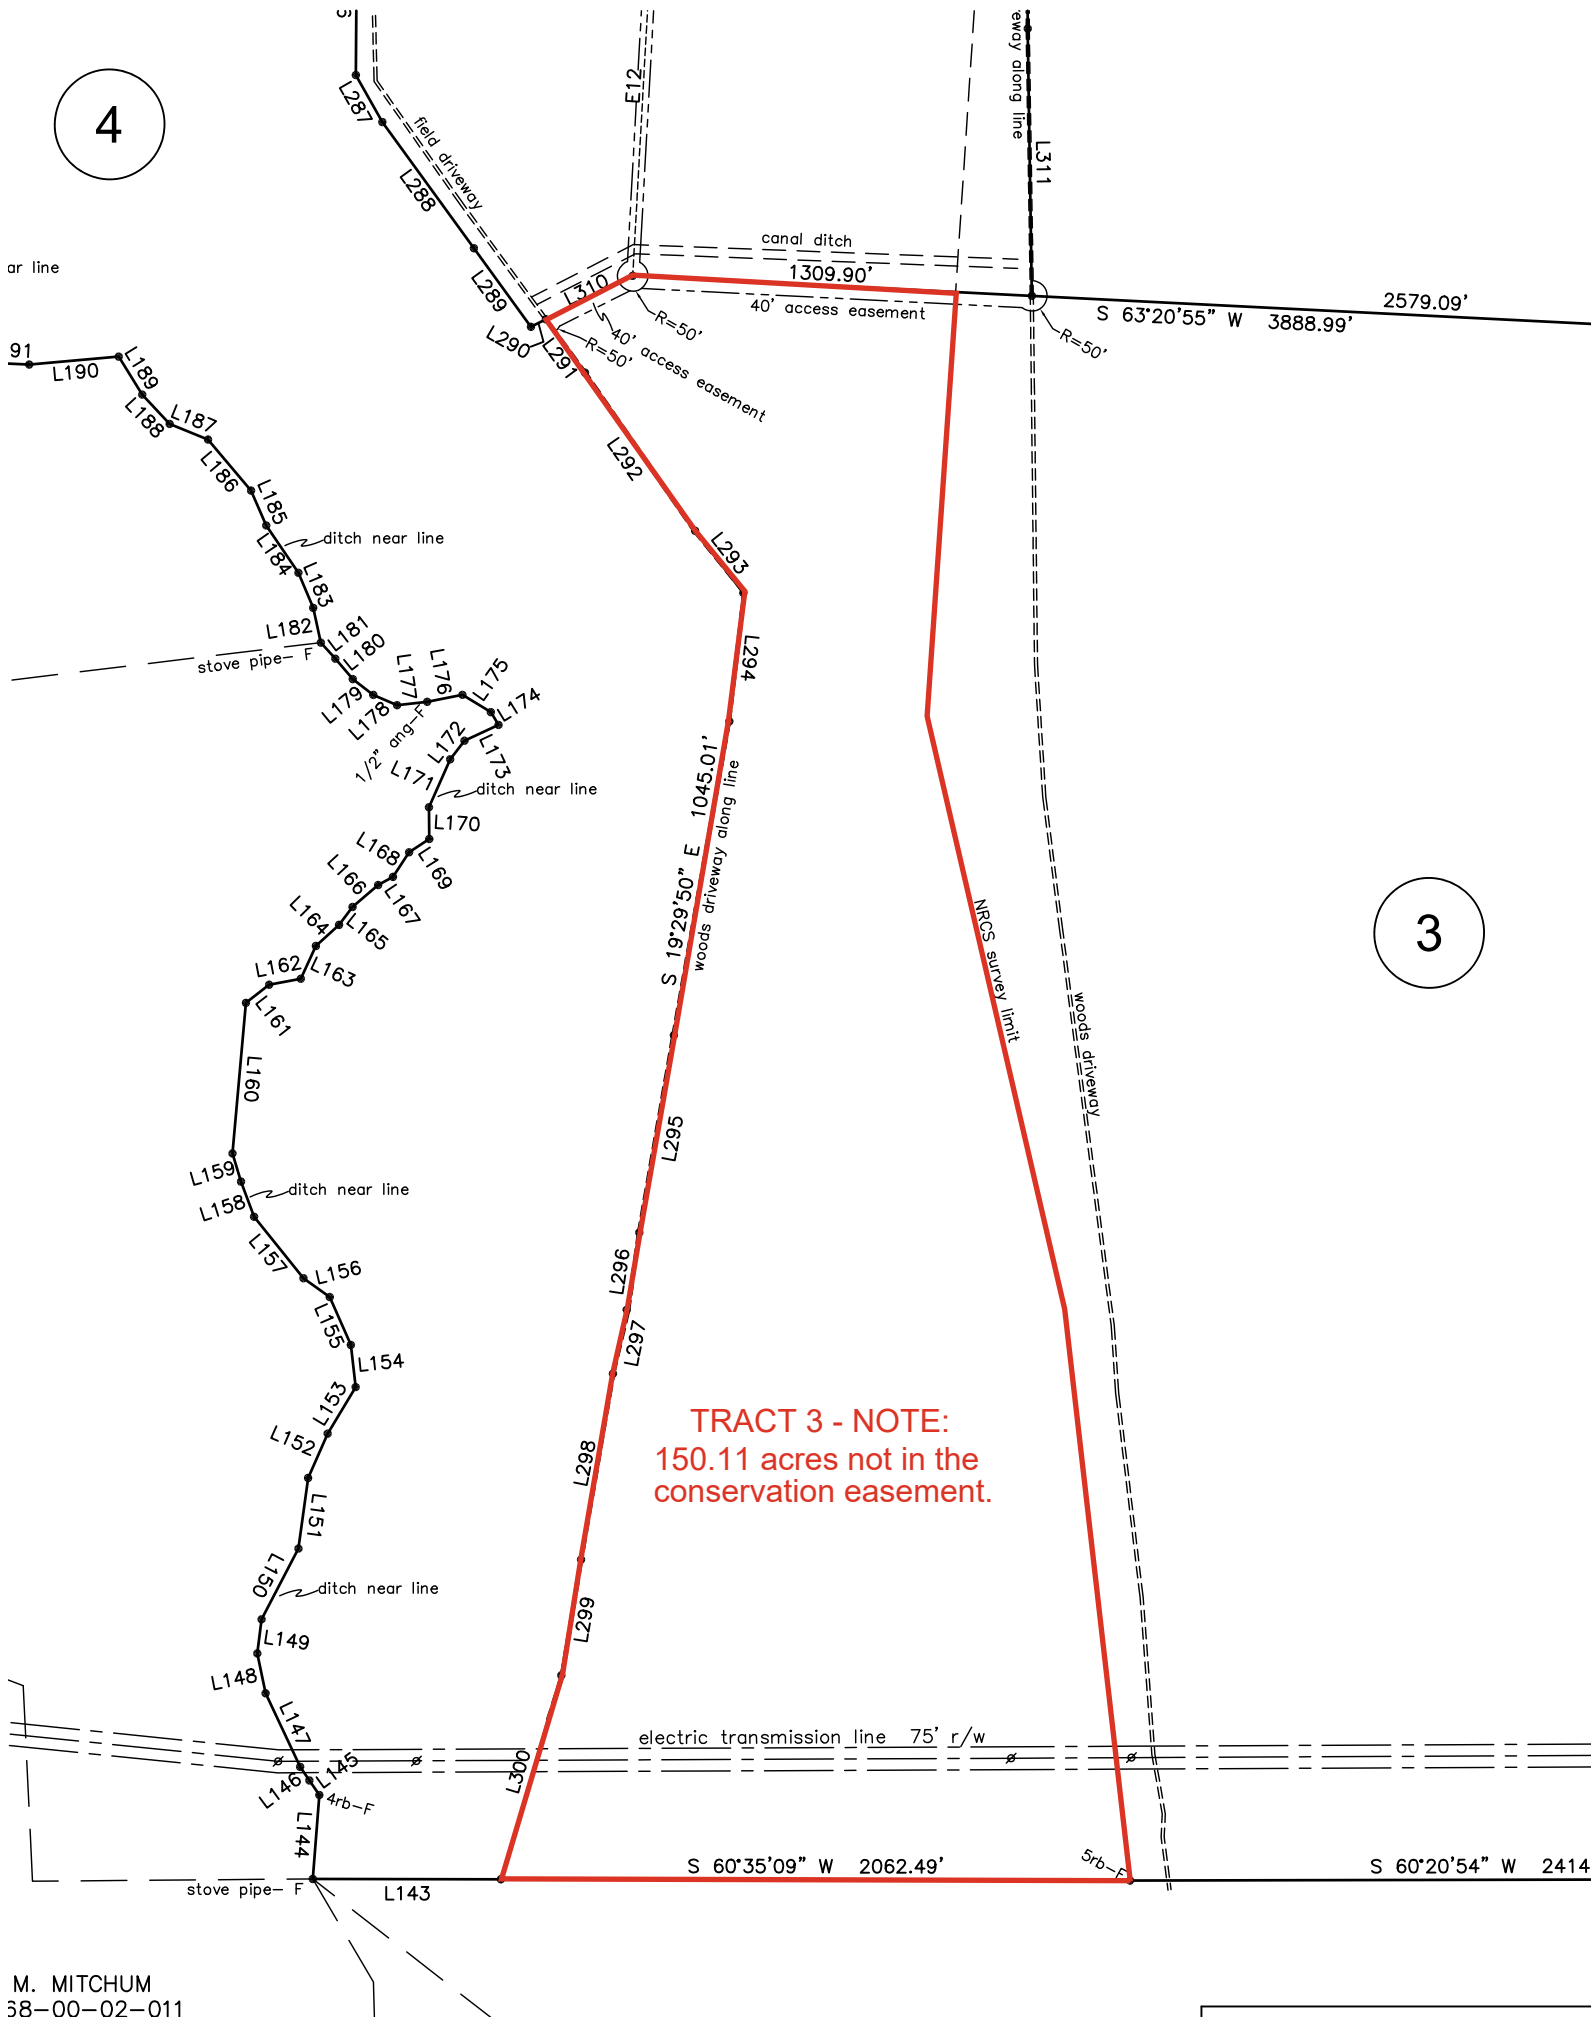 4
L287
field driveway
E12
eway along line
L311
L288
canal ditch
1309.90'
ar line
L289
L310
40' access easement
2579.09'
S 63°20'55" W 3888.99'
R=50'
R=50'
R=50'
L290
L291
40' access easement
91
L190
L189
L188
L187
L186
L292
L185
ditch near line
L184
L293
L183
L182
L181
L180
stove pipe- F
L294
L179
L178
L177
L176
L175
L174
1/2" ang-F
L173
L172
L171
ditch near line
S 19°29'50" E 1045.01'
woods driveway along line
L170
L169
L168
L167
L166
L165
L164
L163
L162
L161
NRCS survey limit
3
woods driveway
L160
L295
L159
ditch near line
L158
L157
L156
L296
L155
L297
L154
L153
TRACT 3 - NOTE:
150.11 acres not in the
conservation easement.
L152
L298
L151
L150
ditch near line
L299
L149
L148
L147
electric transmission line 75' r/w
L300
L146
L145
4rb-F
L144
S 60°35'09" W 2062.49'
5rb-F
S 60°20'54" W 2414
stove pipe- F
L143
M. MITCHUM
68-00-02-011